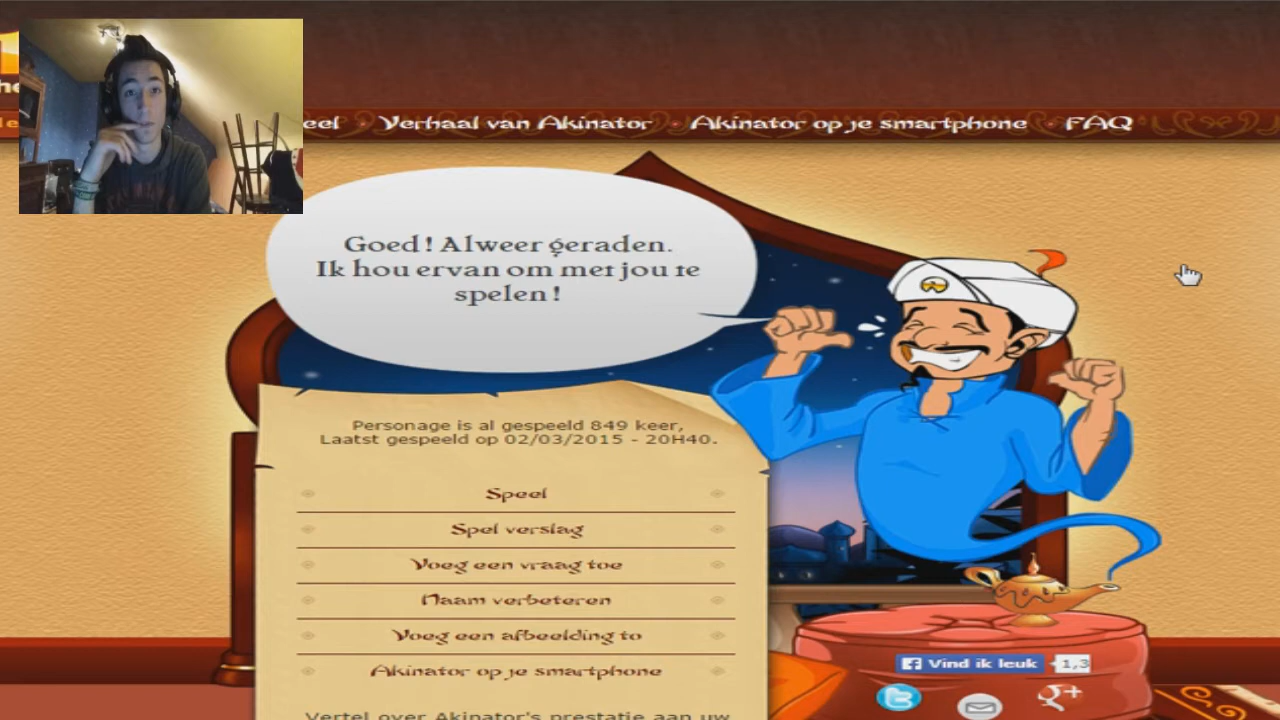 eel Verhaal van Akinator Akinator op je smartphone FAQ
Goed ! Alweer geraden.
Ik hou ervan om met jou te
spelen !
Personage is al gespeeld 849 keer,
Laatst gespeeld op 02/03/2015 - 20H40.
Speel
Spel verslag
Voeg een vraag toe
Naam verbeteren
Voeg een afbeelding to
Akinator op je smartphone
Vind ik leuk 1,3
Vertel over Akinator's prestatie aan uw